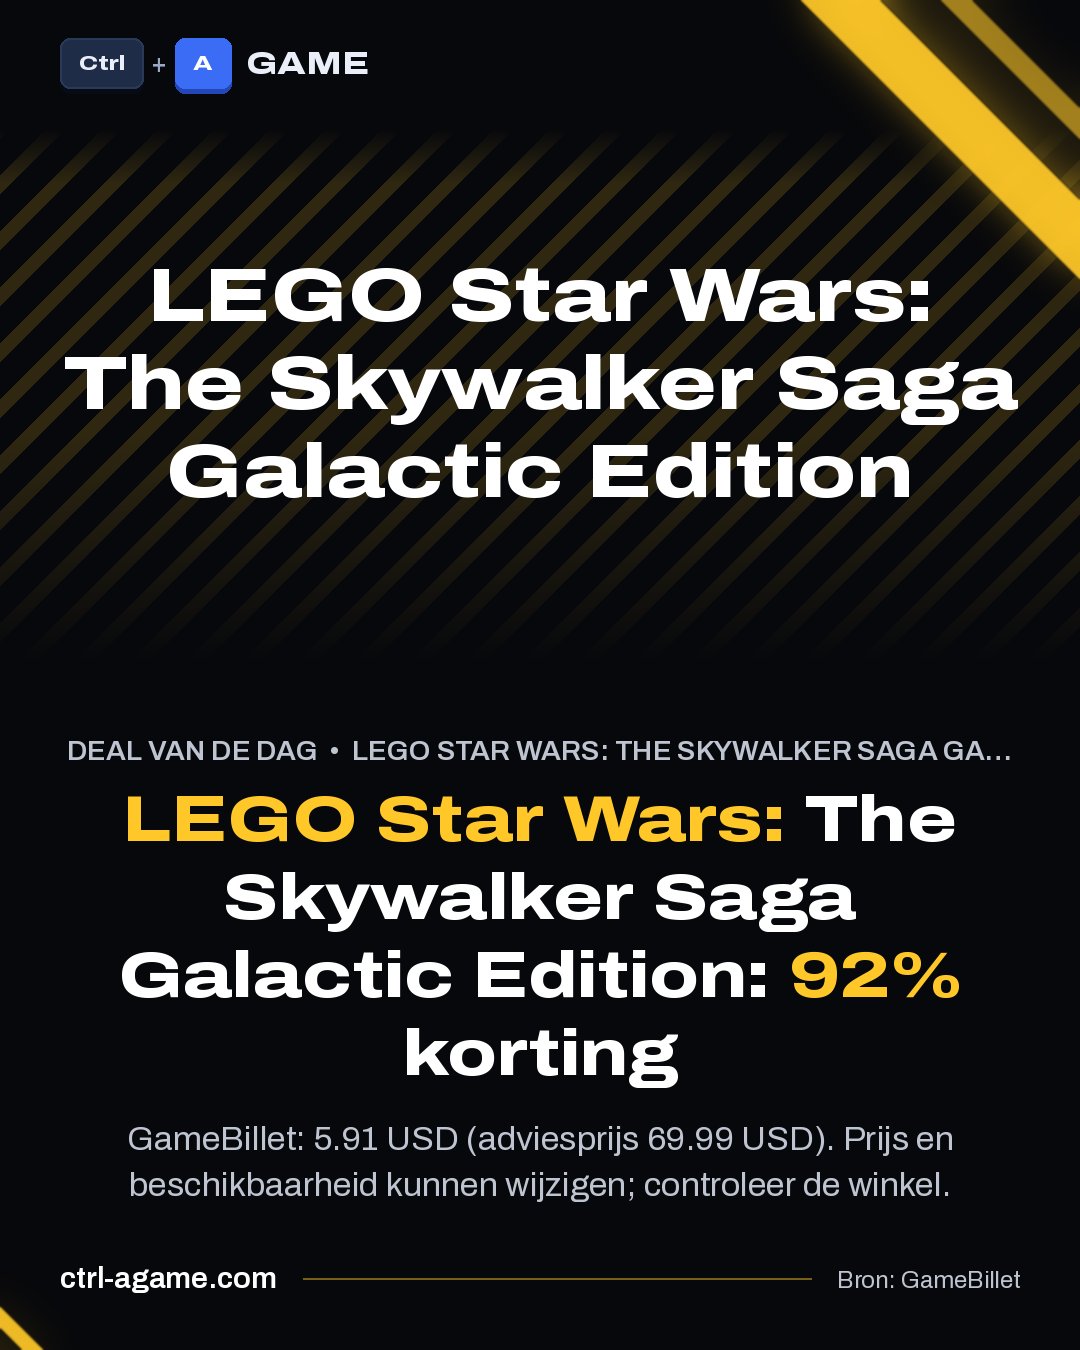 Ctrl + A GAME
LEGO Star Wars:
The Skywalker Saga
Galactic Edition
DEAL VAN DE DAG • LEGO STAR WARS: THE SKYWALKER SAGA GA...
LEGO Star Wars: The
Skywalker Saga
Galactic Edition: 92%
korting
GameBillet: 5.91 USD (adviesprijs 69.99 USD). Prijs en
beschikbaarheid kunnen wijzigen; controleer de winkel.
ctrl-agame.com
Bron: GameBillet